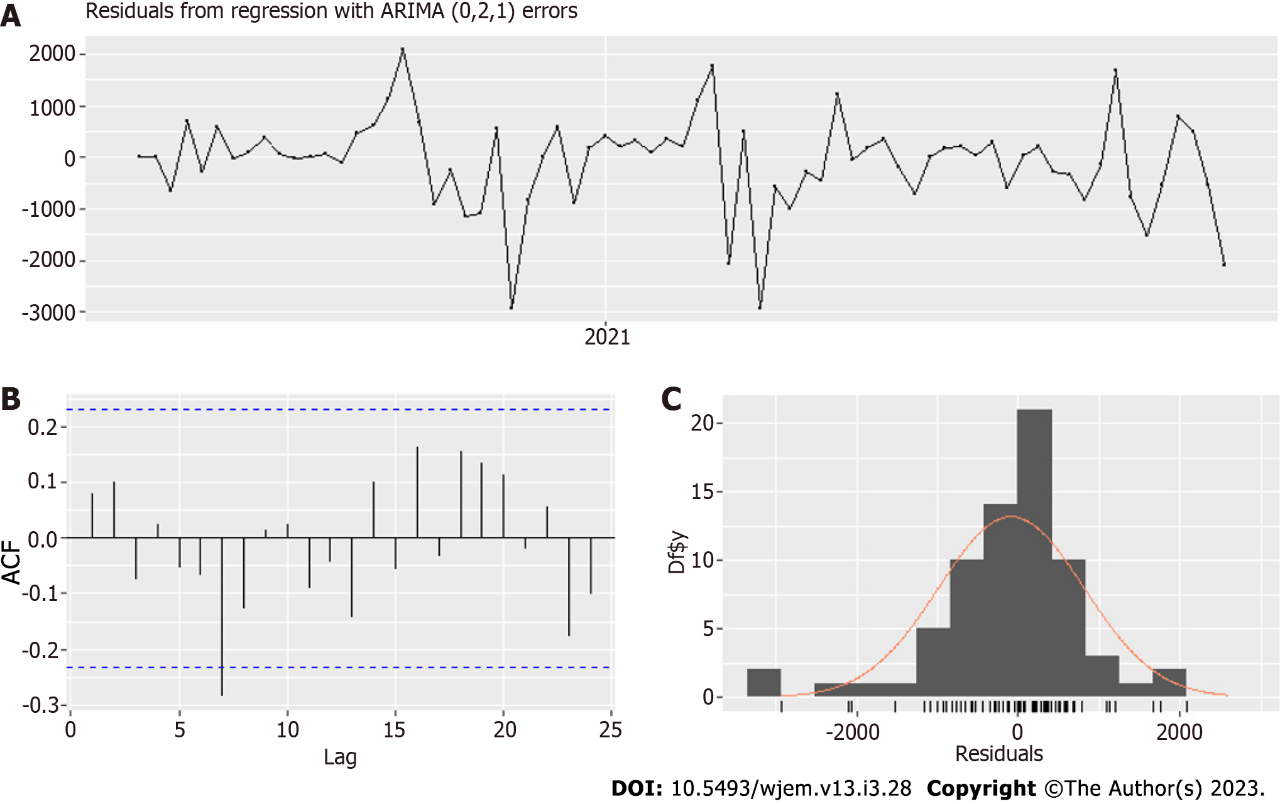 A
Residuals from regression with ARIMA (0,2,1) errors
2000
1000
0
-1000
-2000
-3000
2021
B
0.2
0.1
0.0
-0.1
-0.2
-0.3
ACF
0 5 10 15 20 25
Lag
C
20
15
10
5
0
Df$y
-2000 0 2000
Residuals
DOI: 10.5493/wjem.v13.i3.28 Copyright ©The Author(s) 2023.